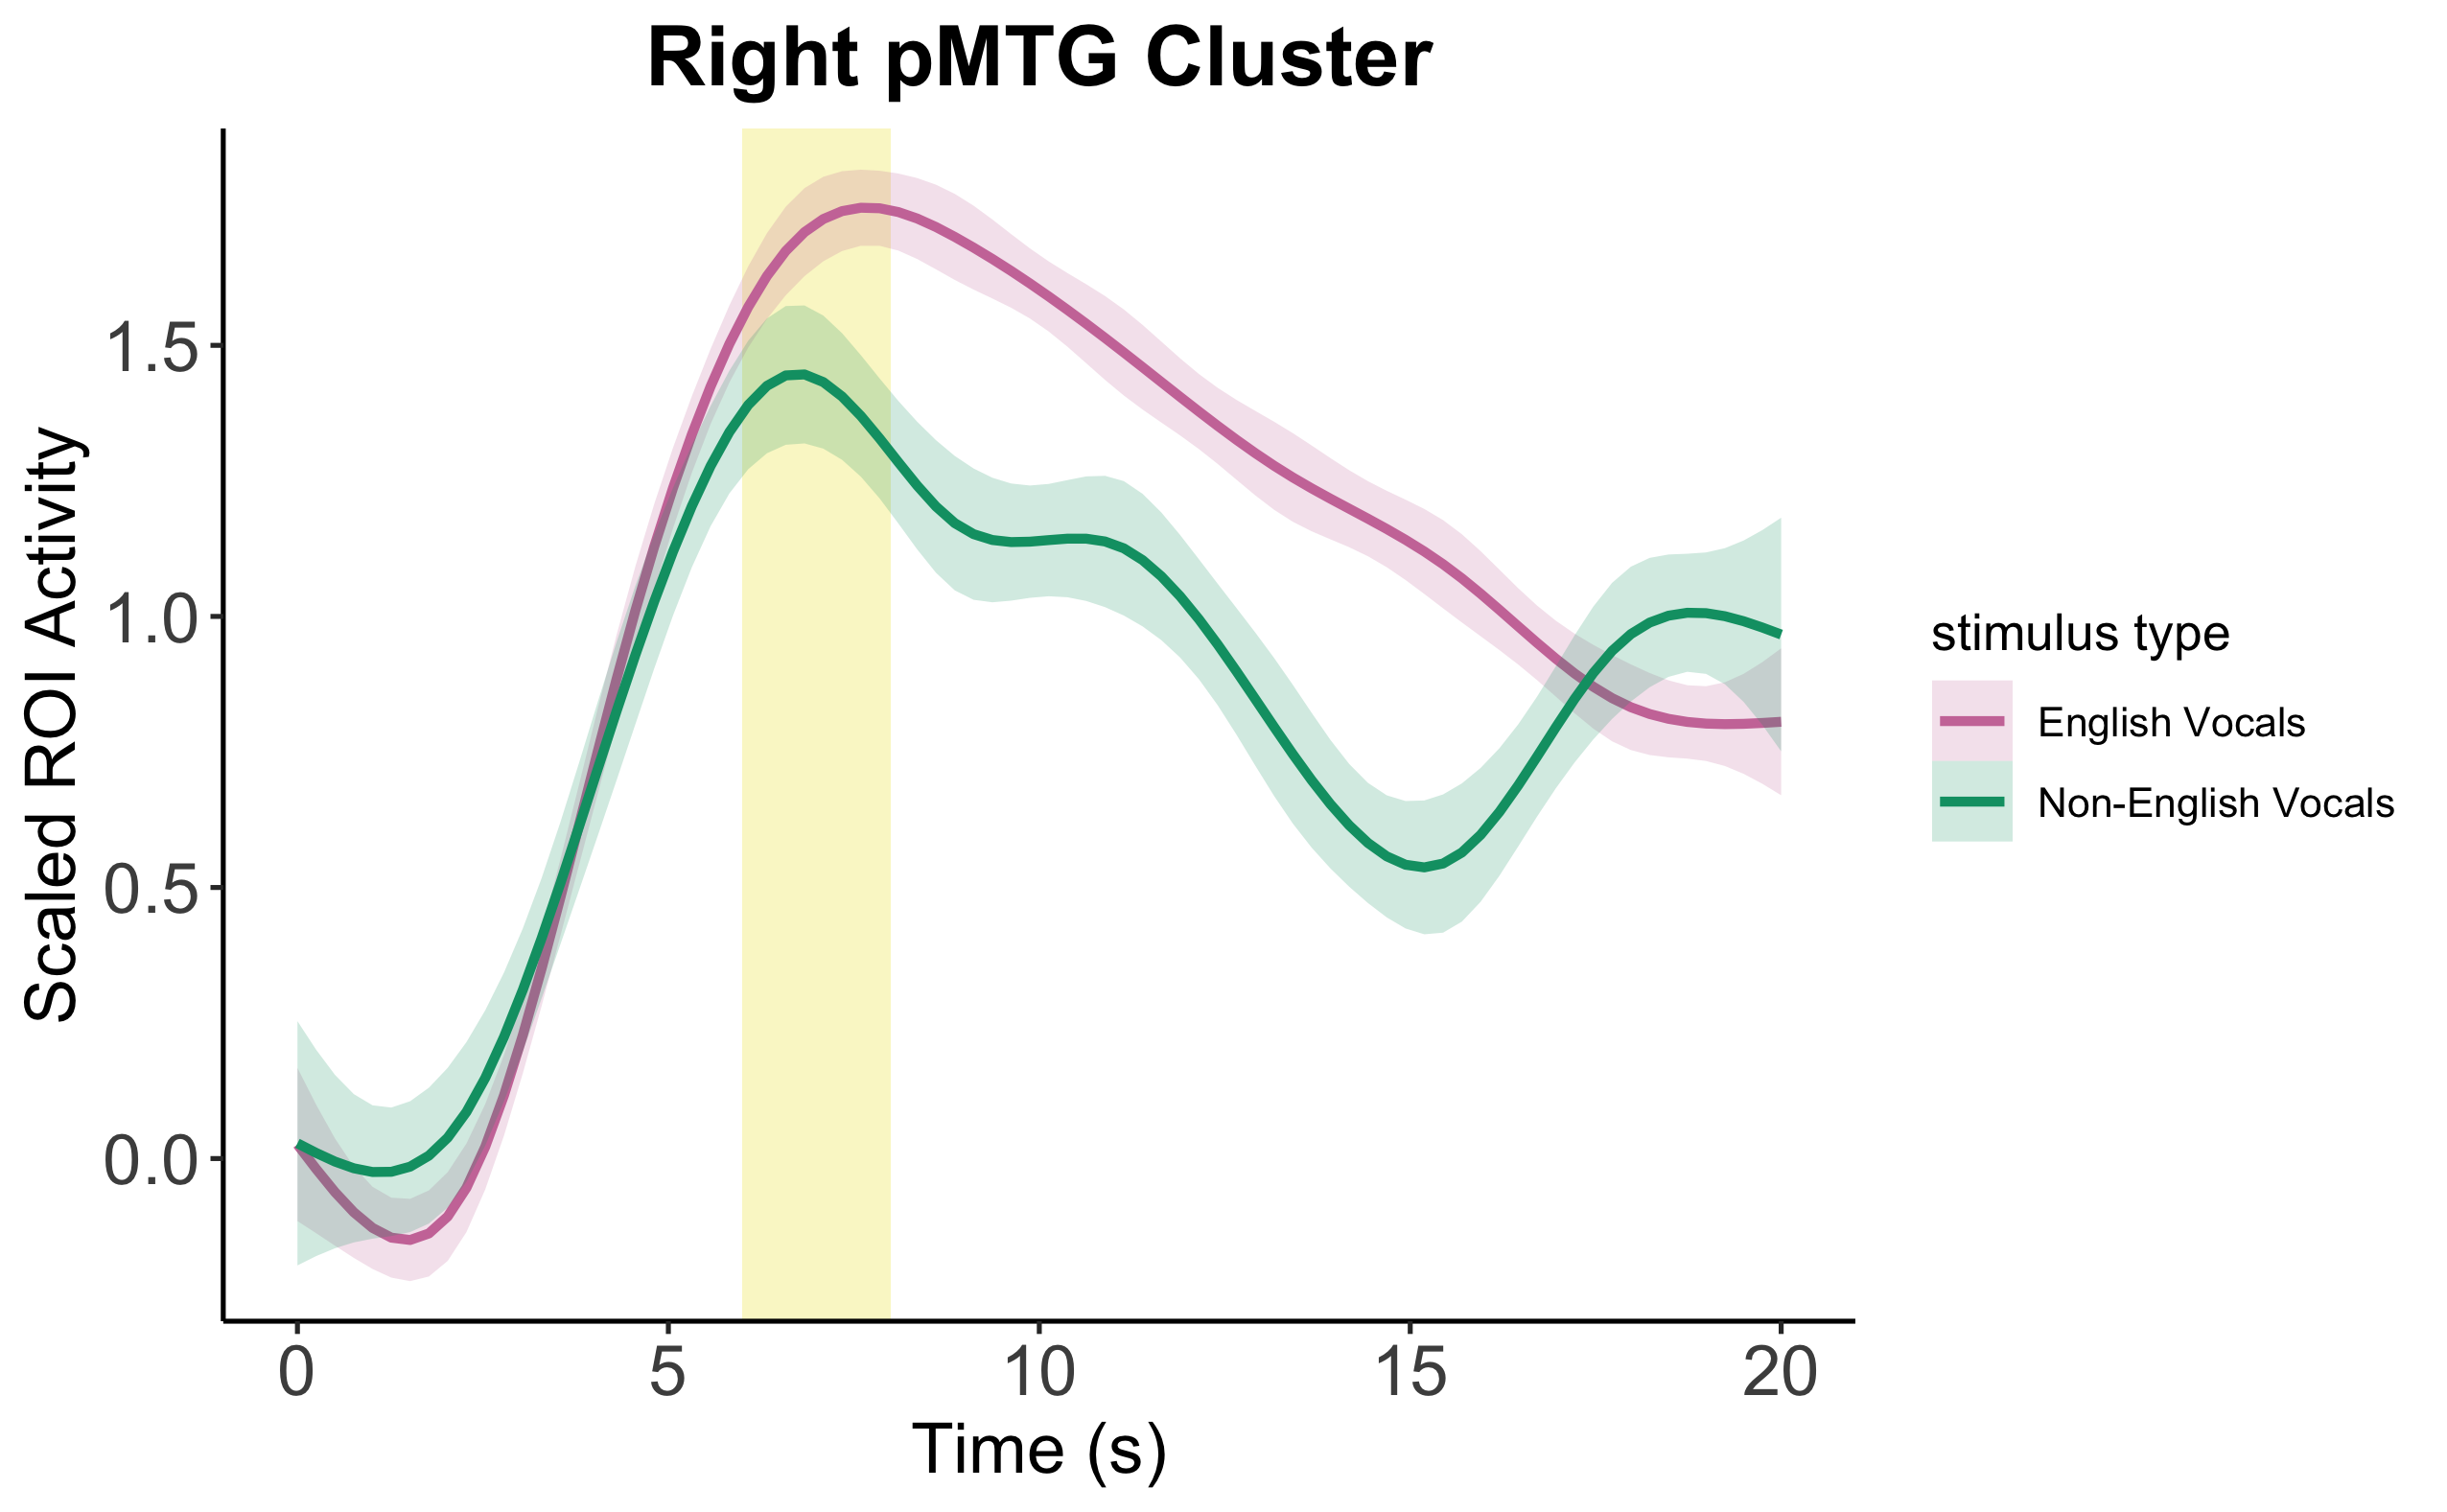 Right pMTG Cluster
Scaled ROI Activity
1.5
1.0
0.5
0.0
0 5 10 15 20
Time (s)
stimulus type
English Vocals
Non-English Vocals